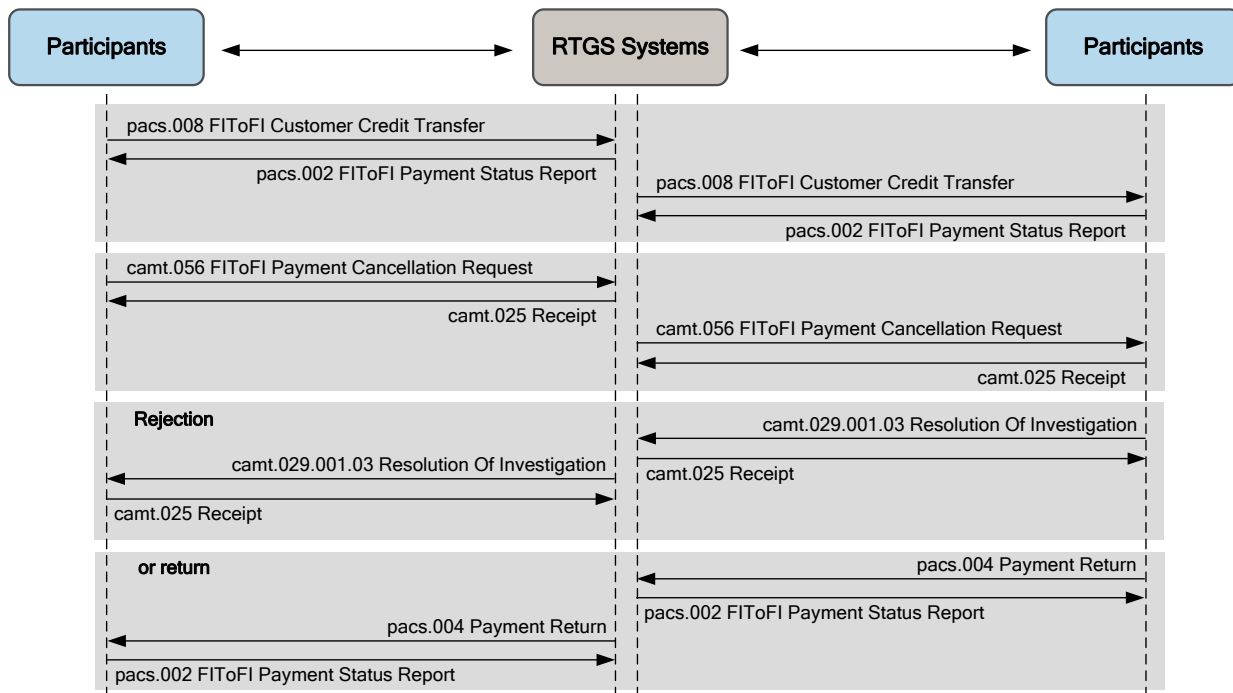 Participants
RTGS Systems
Participants
pacs.008 FIToFI Customer Credit Transfer
pacs.002 FIToFI Payment Status Report
pacs.008 FIToFI Customer Credit Transfer
pacs.002 FIToFI Payment Status Report
camt.056 FIToFI Payment Cancellation Request
camt.025 Receipt
camt.056 FIToFI Payment Cancellation Request
camt.025 Receipt
Rejection
camt.029.001.03 Resolution Of Investigation
camt.029.001.03 Resolution Of Investigation
camt.025 Receipt
camt.025 Receipt
or return
pacs.004 Payment Return
pacs.002 FIToFI Payment Status Report
pacs.004 Payment Return
pacs.002 FIToFI Payment Status Report